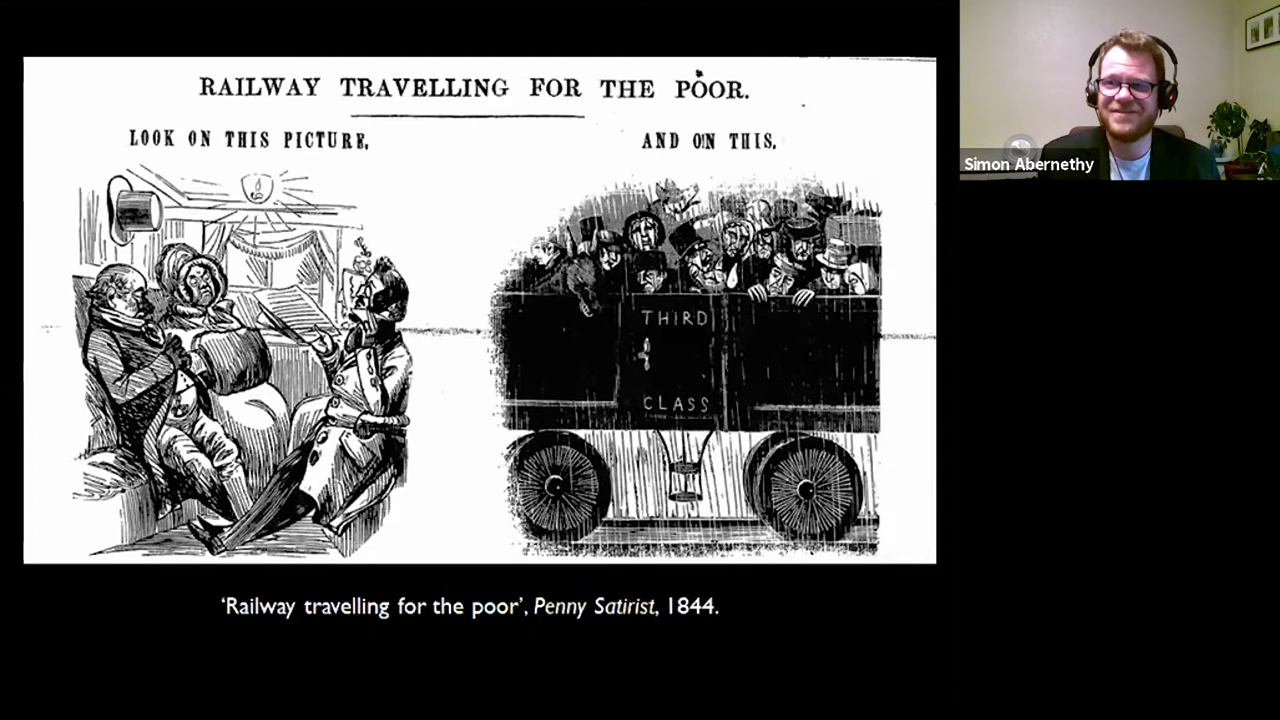 RAILWAY TRAVELLING FOR THE POOR.
LOOK ON THIS PICTURE,
AND ON THIS.
THIRD
CLASS
'Railway travelling for the poor', Penny Satirist, 1844.
Simon Abernethy